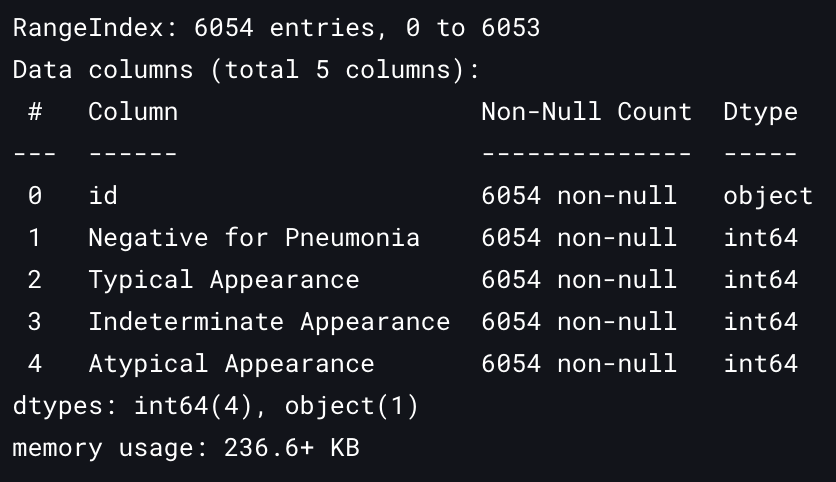 RangeIndex: 6054 entries, 0 to 6053
Data columns (total 5 columns):
 #   Column                    Non-Null Count  Dtype
---  ------                    --------------  -----
 0   id                        6054 non-null   object
 1   Negative for Pneumonia    6054 non-null   int64
 2   Typical Appearance        6054 non-null   int64
 3   Indeterminate Appearance  6054 non-null   int64
 4   Atypical Appearance       6054 non-null   int64
dtypes: int64(4), object(1)
memory usage: 236.6+ KB